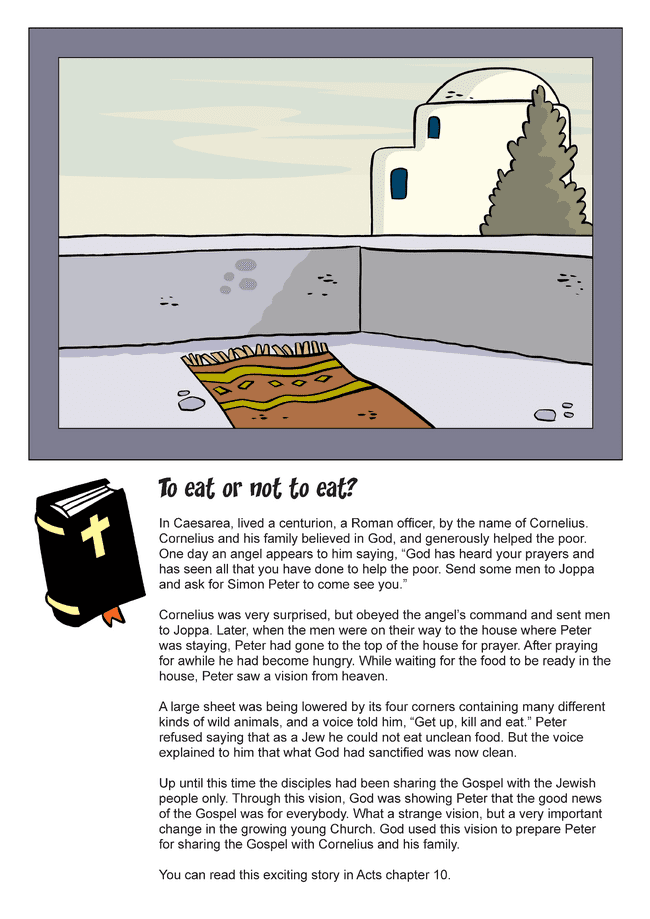 To eat or not to eat?
In Caesarea, lived a centurion, a Roman officer, by the name of Cornelius.
Cornelius and his family believed in God, and generously helped the poor.
One day an angel appears to him saying, “God has heard your prayers and
has seen all that you have done to help the poor. Send some men to Joppa
and ask for Simon Peter to come see you.”
Cornelius was very surprised, but obeyed the angel’s command and sent men
to Joppa. Later, when the men were on their way to the house where Peter
was staying, Peter had gone to the top of the house for prayer. After praying
for awhile he had become hungry. While waiting for the food to be ready in the
house, Peter saw a vision from heaven.
A large sheet was being lowered by its four corners containing many different
kinds of wild animals, and a voice told him, “Get up, kill and eat.” Peter
refused saying that as a Jew he could not eat unclean food. But the voice
explained to him that what God had sanctified was now clean.
Up until this time the disciples had been sharing the Gospel with the Jewish
people only. Through this vision, God was showing Peter that the good news
of the Gospel was for everybody. What a strange vision, but a very important
change in the growing young Church. God used this vision to prepare Peter
for sharing the Gospel with Cornelius and his family.
You can read this exciting story in Acts chapter 10.